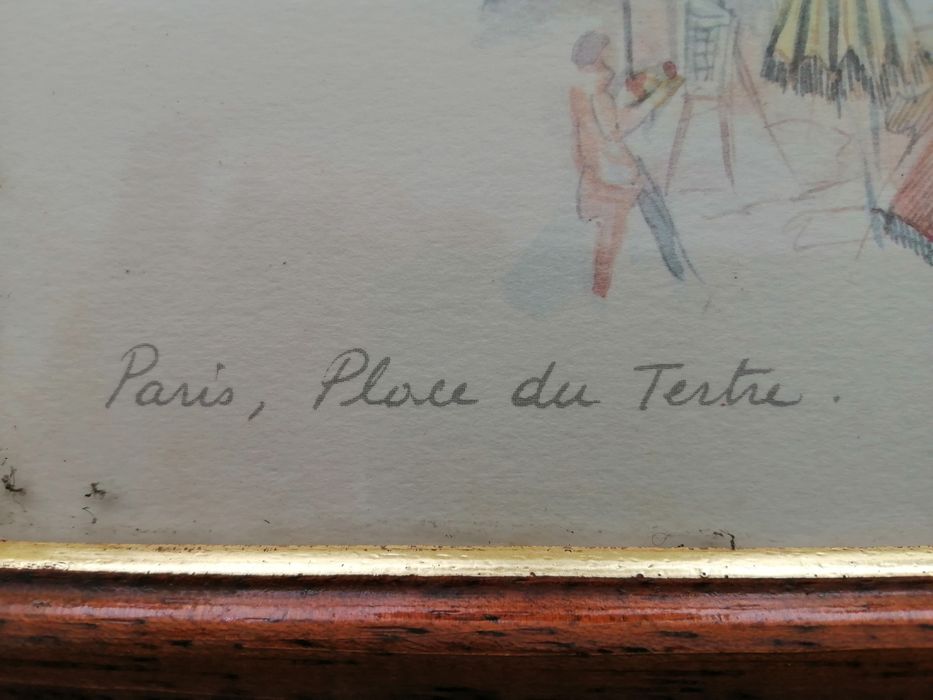 Paris, Place du Tertre.